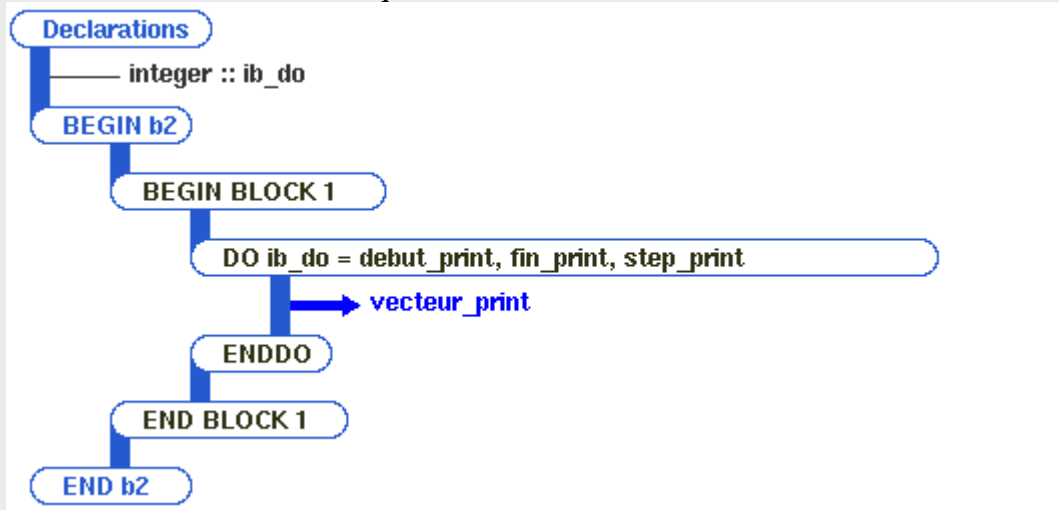 Declarations
integer :: ib_do
BEGIN b2
BEGIN BLOCK 1
DO ib_do = debut_print, fin_print, step_print
vecteur_print
ENDDO
END BLOCK 1
END b2